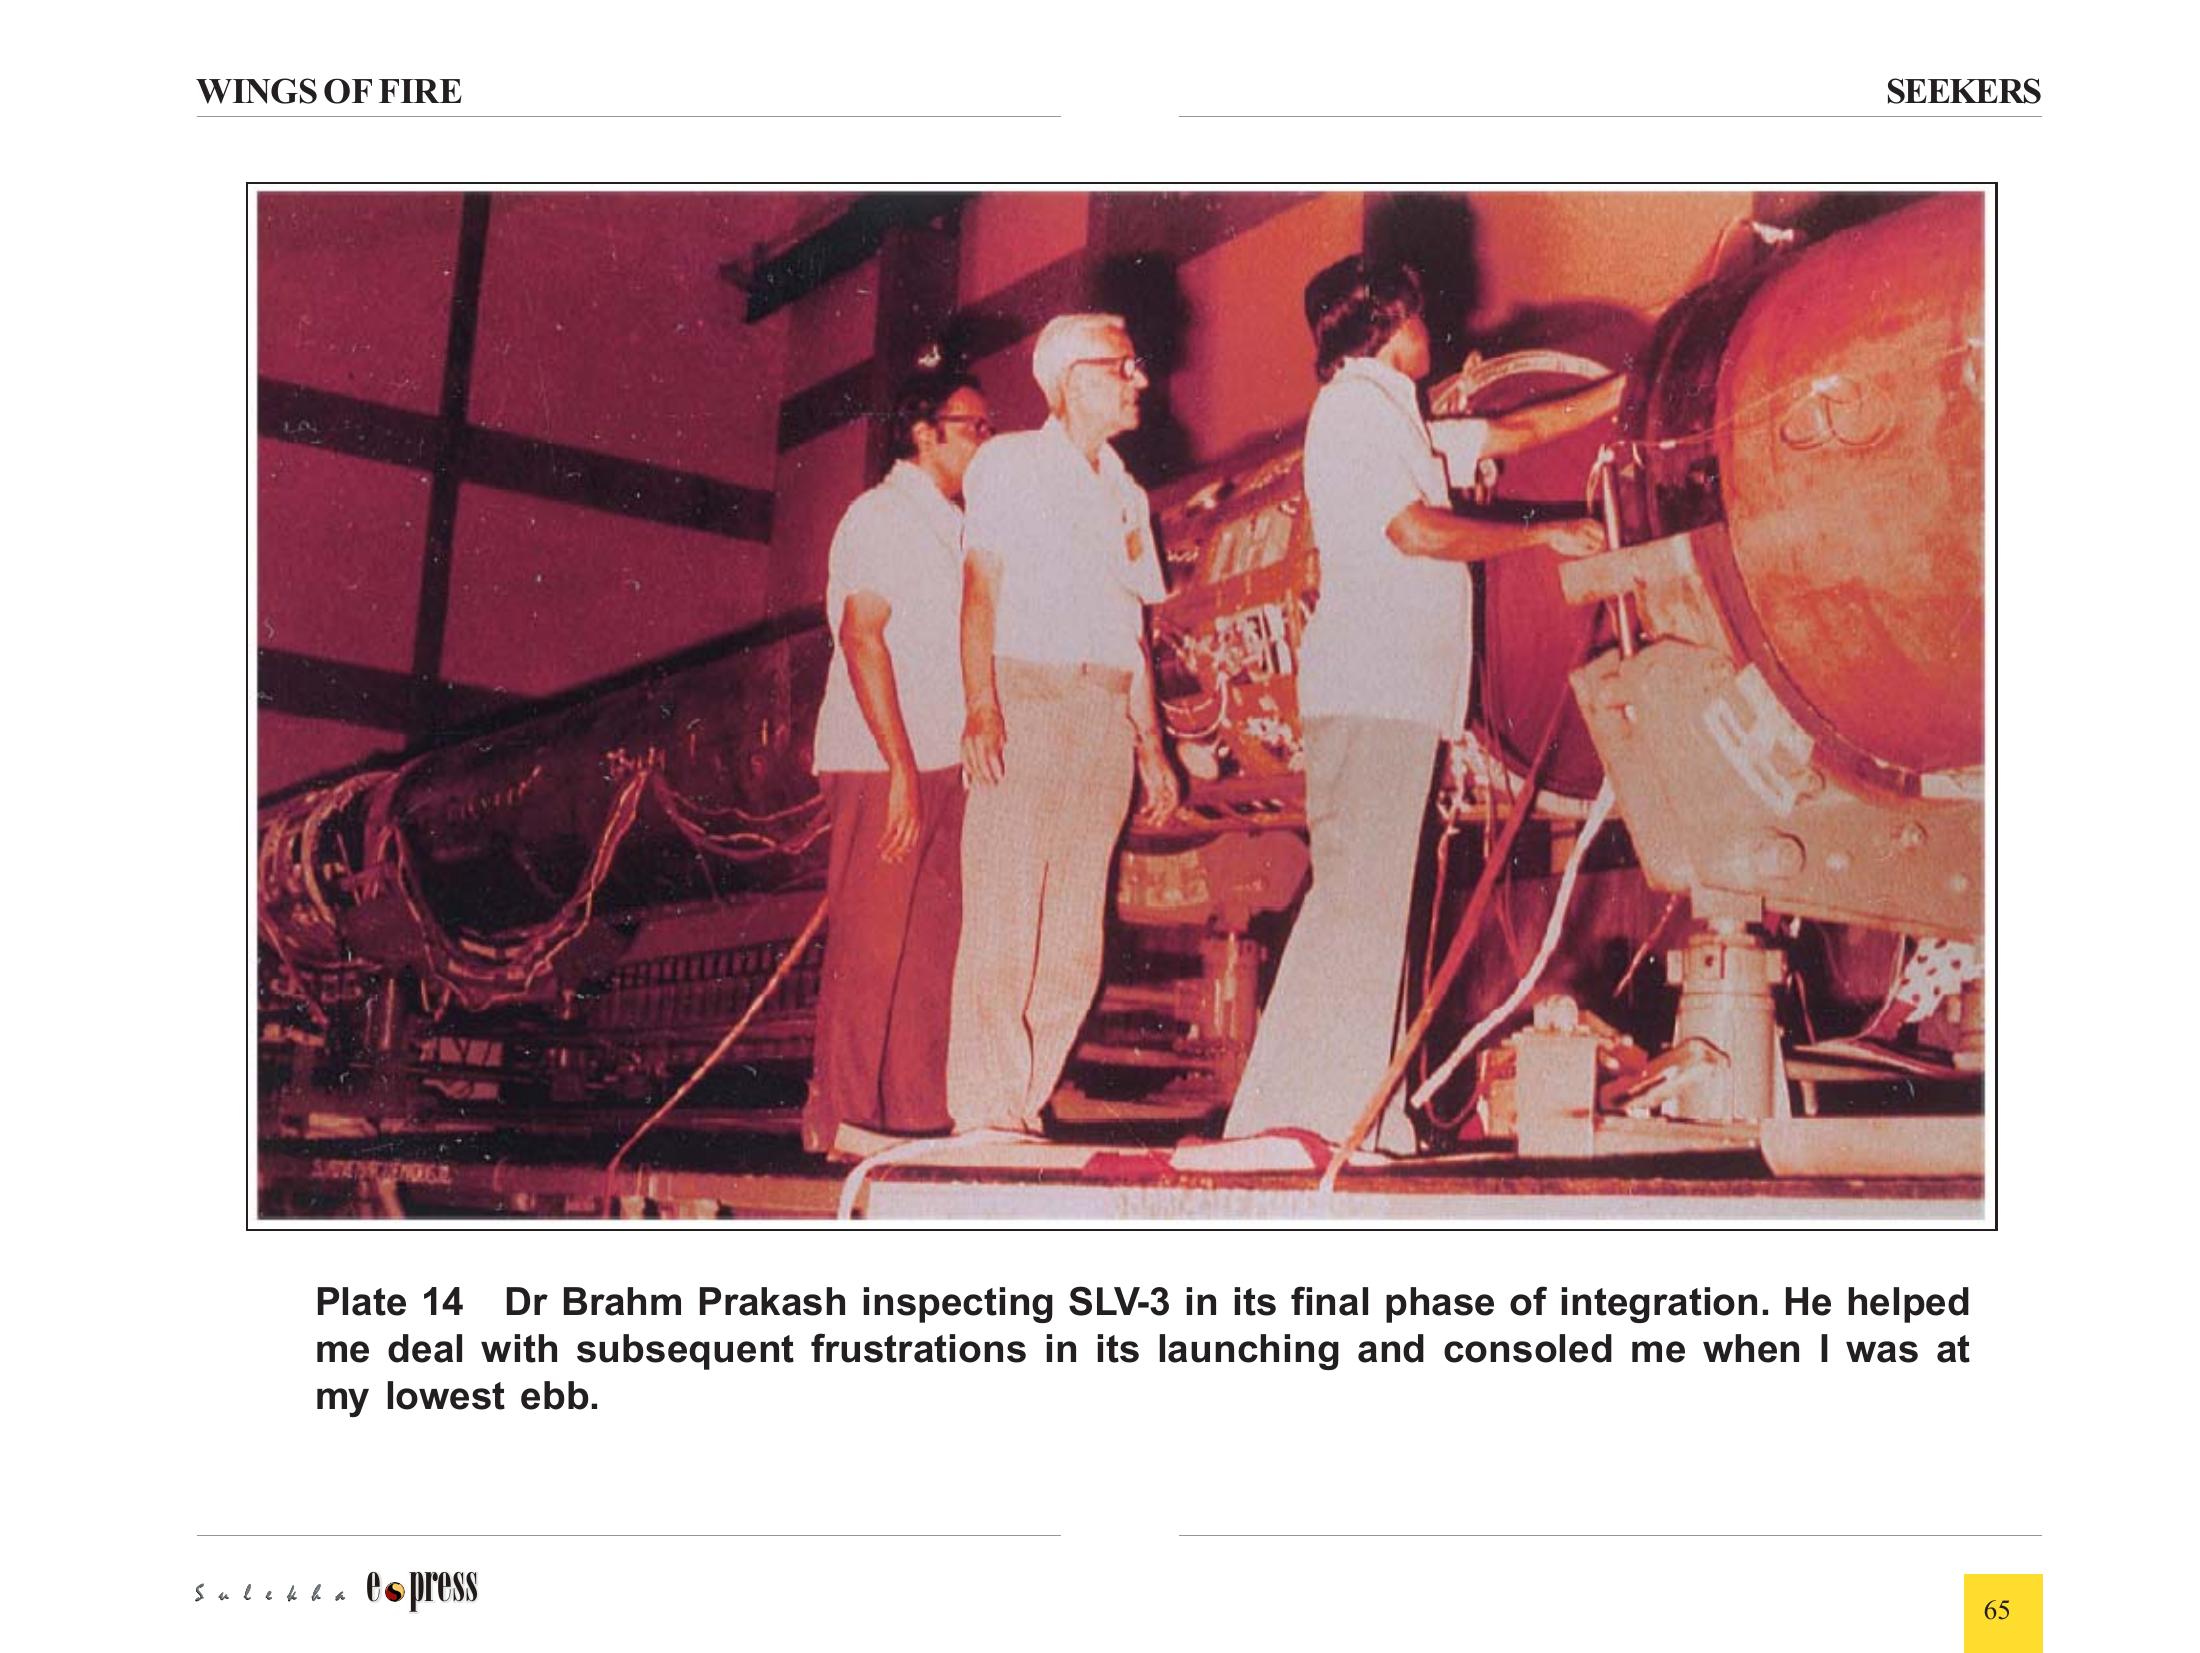 WINGS OF FIRE
SEEKERS
Plate 14 Dr Brahm Prakash inspecting SLV-3 in its final phase of integration. He helped
me deal with subsequent frustrations in its launching and consoled me when I was at
my lowest ebb.
Sulekha e press
65